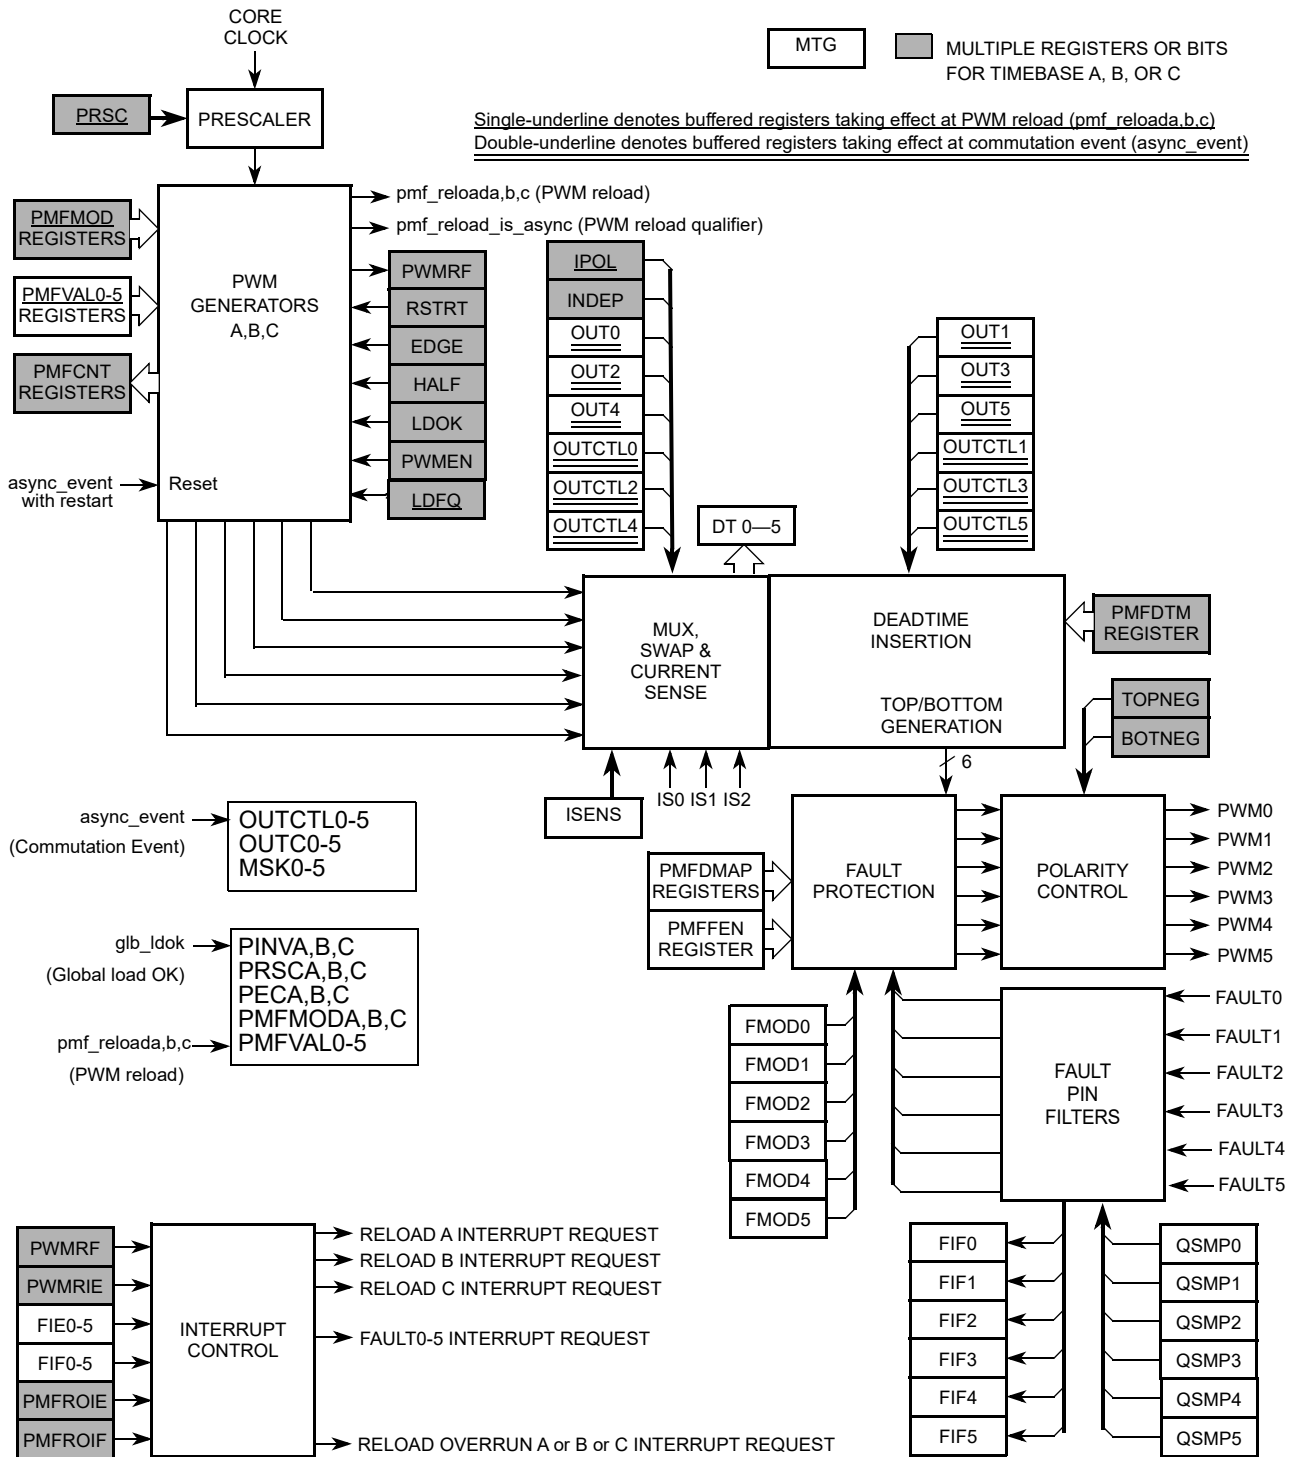 CORE
CLOCK
MTG
MULTIPLE REGISTERS OR BITS
FOR TIMEBASE A, B, OR C
PRSC
PRESCALER
Single-underline denotes buffered registers taking effect at PWM reload (pmf_reloada,b,c)
Double-underline denotes buffered registers taking effect at commutation event (async_event)
PMFMOD
REGISTERS
PMFVAL0-5
REGISTERS
PMFCNT
REGISTERS
async_event
with restart
PWM
GENERATORS
A,B,C
Reset
pmf_reloada,b,c (PWM reload)
pmf_reload_is_async (PWM reload qualifier)
PWMRF
RSTRT
EDGE
HALF
LDOK
PWMEN
LDFQ
IPOL
INDEP
OUT0
OUT2
OUT4
OUTCTL0
OUTCTL2
OUTCTL4
DT 0—5
OUT1
OUT3
OUT5
OUTCTL1
OUTCTL3
OUTCTL5
MUX,
SWAP &
CURRENT
SENSE
DEADTIME
INSERTION
TOP/BOTTOM
GENERATION
PMFDTM
REGISTER
TOPNEG
BOTNEG
6
ISENS
IS0 IS1 IS2
async_event
(Commutation Event)
OUTCTL0-5
OUTC0-5
MSK0-5
glb_ldok
(Global load OK)
pmf_reloada,b,c
(PWM reload)
PINVA,B,C
PRSCA,B,C
PECA,B,C
PMFMODA,B,C
PMFVAL0-5
PMFDMAP
REGISTERS
PMFFEN
REGISTER
FAULT
PROTECTION
POLARITY
CONTROL
PWM0
PWM1
PWM2
PWM3
PWM4
PWM5
FMOD0
FMOD1
FMOD2
FMOD3
FMOD4
FMOD5
FAULT
PIN
FILTERS
FAULT0
FAULT1
FAULT2
FAULT3
FAULT4
FAULT5
FIF0
FIF1
FIF2
FIF3
FIF4
FIF5
QSMP0
QSMP1
QSMP2
QSMP3
QSMP4
QSMP5
PWMRF
PWMRIE
FIE0-5
FIF0-5
PMFROIE
PMFROIF
INTERRUPT
CONTROL
RELOAD A INTERRUPT REQUEST
RELOAD B INTERRUPT REQUEST
RELOAD C INTERRUPT REQUEST
FAULT0-5 INTERRUPT REQUEST
RELOAD OVERRUN A or B or C INTERRUPT REQUEST